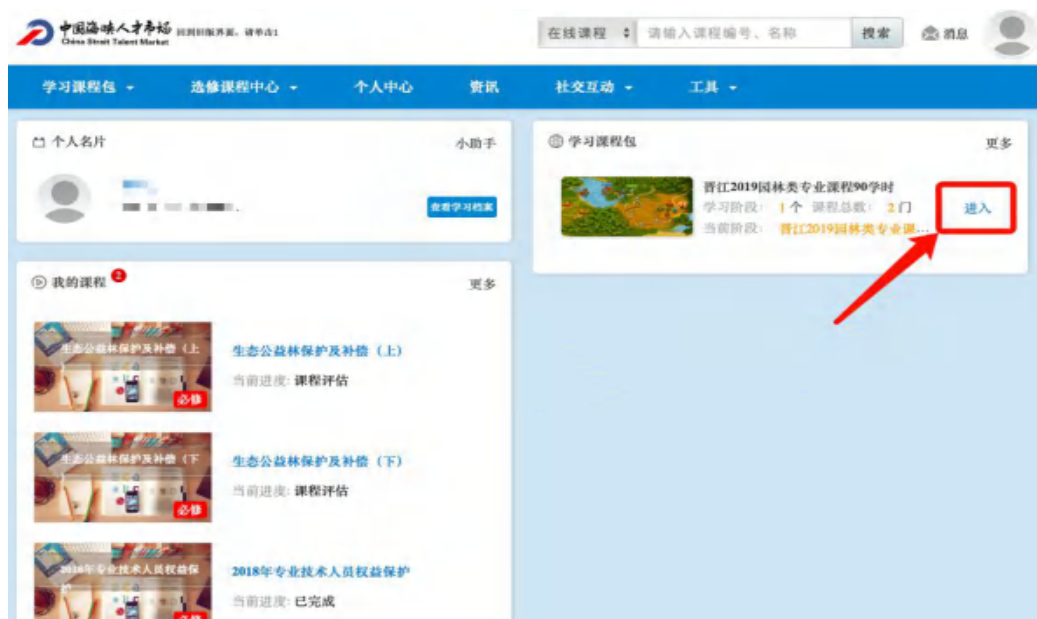 中国海峡人才市场 回到旧版界面，请单击!
China Strait Talent Market
在线课程 请输入课程编号、名称 搜索 消息
学习课程包 选修课程中心 个人中心 资讯 社交互动 工具
个人名片 小助手
查看学习档案
学习课程包 更多
晋江2019园林类专业课程90学时
学习阶段： 1 个 课程总数： 2 门
当前阶段： 晋江2019园林类专业课...
进入
我的课程 2 更多
生态公益林保护及补偿（上
必修
生态公益林保护及补偿（上）
当前进度: 课程评估
生态公益林保护及补偿（下
必修
生态公益林保护及补偿（下）
当前进度: 课程评估
2018年专业技术人员权益保
护
必修
2018年专业技术人员权益保护
当前进度: 已完成